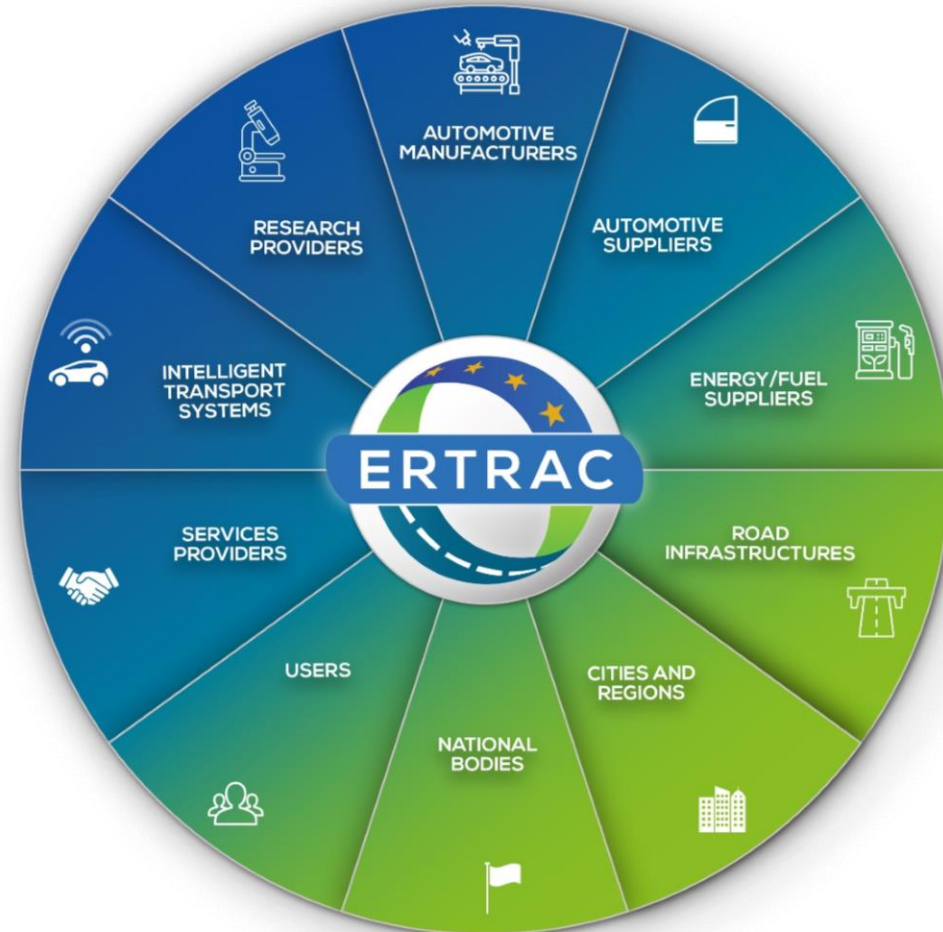 AUTOMOTIVE
MANUFACTURERS
AUTOMOTIVE
SUPPLIERS
ENERGY/FUEL
SUPPLIERS
ROAD
INFRASTRUCTURES
CITIES AND
REGIONS
NATIONAL
BODIES
USERS
SERVICES
PROVIDERS
INTELLIGENT
TRANSPORT
SYSTEMS
RESEARCH
PROVIDERS
ERTRAC